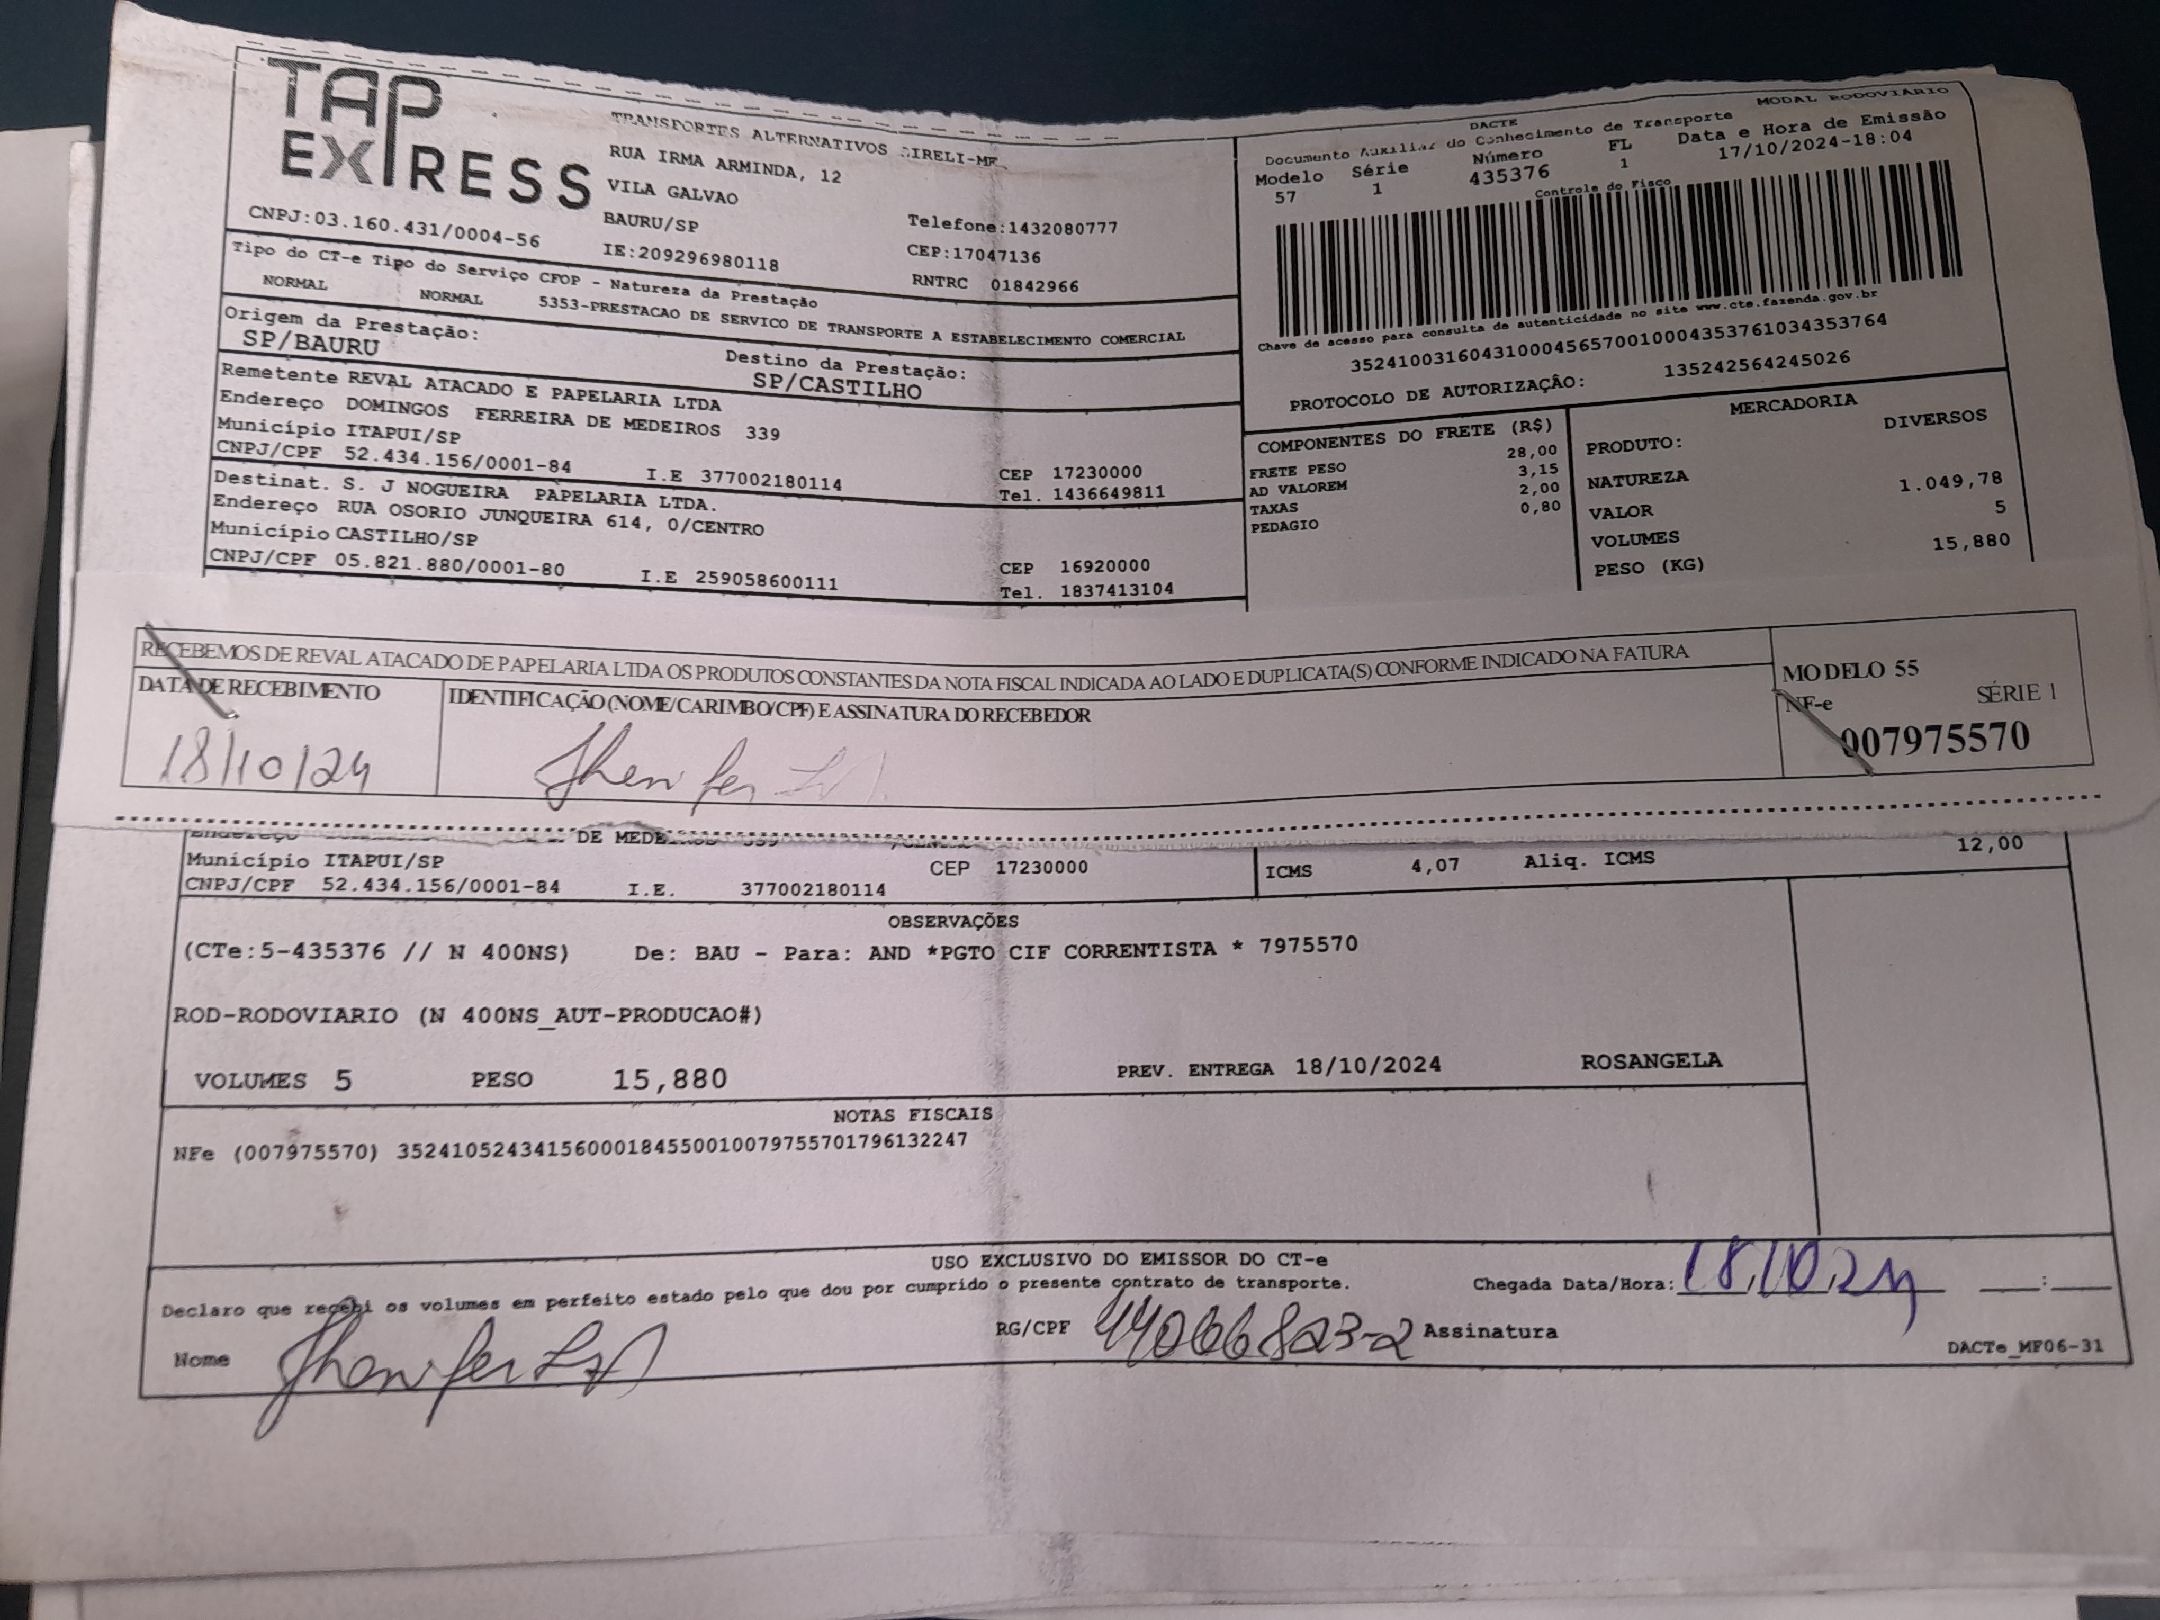 TAP EXPRESS
TRANSPORTES ALTERNATIVOS EIRELI-ME
RUA IRMA ARMINDA, 12
VILA GALVAO
BAURU/SP
Telefone:1432080777
CNPJ:03.160.431/0004-56
IE:209296980118
CEP:17047136
RNTRC 01842966
MODAL RODOVIARIO
DACTE
Documento Auxiliar do Conhecimento de Transporte
Modelo Série Número FL Data e Hora de Emissão
57 1 435376 1 17/10/2024-18:04
Controle do Fisco
Chave de acesso para consulta de autenticidade no site www.cte.fazenda.gov.br
35241003160431000456570010004353761034353764
PROTOCOLO DE AUTORIZAÇÃO: 135242564245026
Tipo do CT-e Tipo do Serviço CFOP - Natureza da Prestação
NORMAL NORMAL 5353-PRESTACAO DE SERVICO DE TRANSPORTE A ESTABELECIMENTO COMERCIAL
Origem da Prestação: Destino da Prestação:
SP/BAURU SP/CASTILHO
Remetente REVAL ATACADO E PAPELARIA LTDA
Endereço DOMINGOS FERREIRA DE MEDEIROS 339
Município ITAPUI/SP CEP 17230000
CNPJ/CPF 52.434.156/0001-84 I.E 377002180114 Tel. 1436649811
Destinat. S. J NOGUEIRA PAPELARIA LTDA.
Endereço RUA OSORIO JUNQUEIRA 614, 0/CENTRO
Município CASTILHO/SP CEP 16920000
CNPJ/CPF 05.821.880/0001-80 I.E 259058600111 Tel. 1837413104
COMPONENTES DO FRETE (R$)
FRETE PESO 28,00
AD VALOREM 3,15
TAXAS 2,00
PEDAGIO 0,80
MERCADORIA
PRODUTO: DIVERSOS
NATUREZA
VALOR 1.049,78
VOLUMES 5
PESO (KG) 15,880
RECEBEMOS DE REVAL ATACADO DE PAPELARIA LTDA OS PRODUTOS CONSTANTES DA NOTA FISCAL INDICADA AO LADO E DUPLICATA(S) CONFORME INDICADO NA FATURA
DATA DE RECEBIMENTO IDENTIFICAÇÃO (NOME/CARIMBO/CPF) E ASSINATURA DO RECEBEDOR
18/10/24 Jhenifer
MODELO 55
NF-e SÉRIE 1
007975570
Endereço DE MEDEIROS 339
Município ITAPUI/SP CEP 17230000
CNPJ/CPF 52.434.156/0001-84 I.E. 377002180114
ICMS 4,07 Aliq. ICMS 12,00
OBSERVAÇÕES
(CTe:5-435376 // N 400NS) De: BAU - Para: AND *PGTO CIF CORRENTISTA * 7975570
ROD-RODOVIARIO (N 400NS_AUT-PRODUCAO#)
VOLUMES 5 PESO 15,880 PREV. ENTREGA 18/10/2024 ROSANGELA
NOTAS FISCAIS
NFe (007975570) 35241052434156000184550010079755701796132247
USO EXCLUSIVO DO EMISSOR DO CT-e
Declaro que recebi os volumes em perfeito estado pelo que dou por cumprido o presente contrato de transporte. Chegada Data/Hora: 18/10/24 :
Nome Jhenifer RG/CPF 44066823-2 Assinatura
DACTe_MF06-31